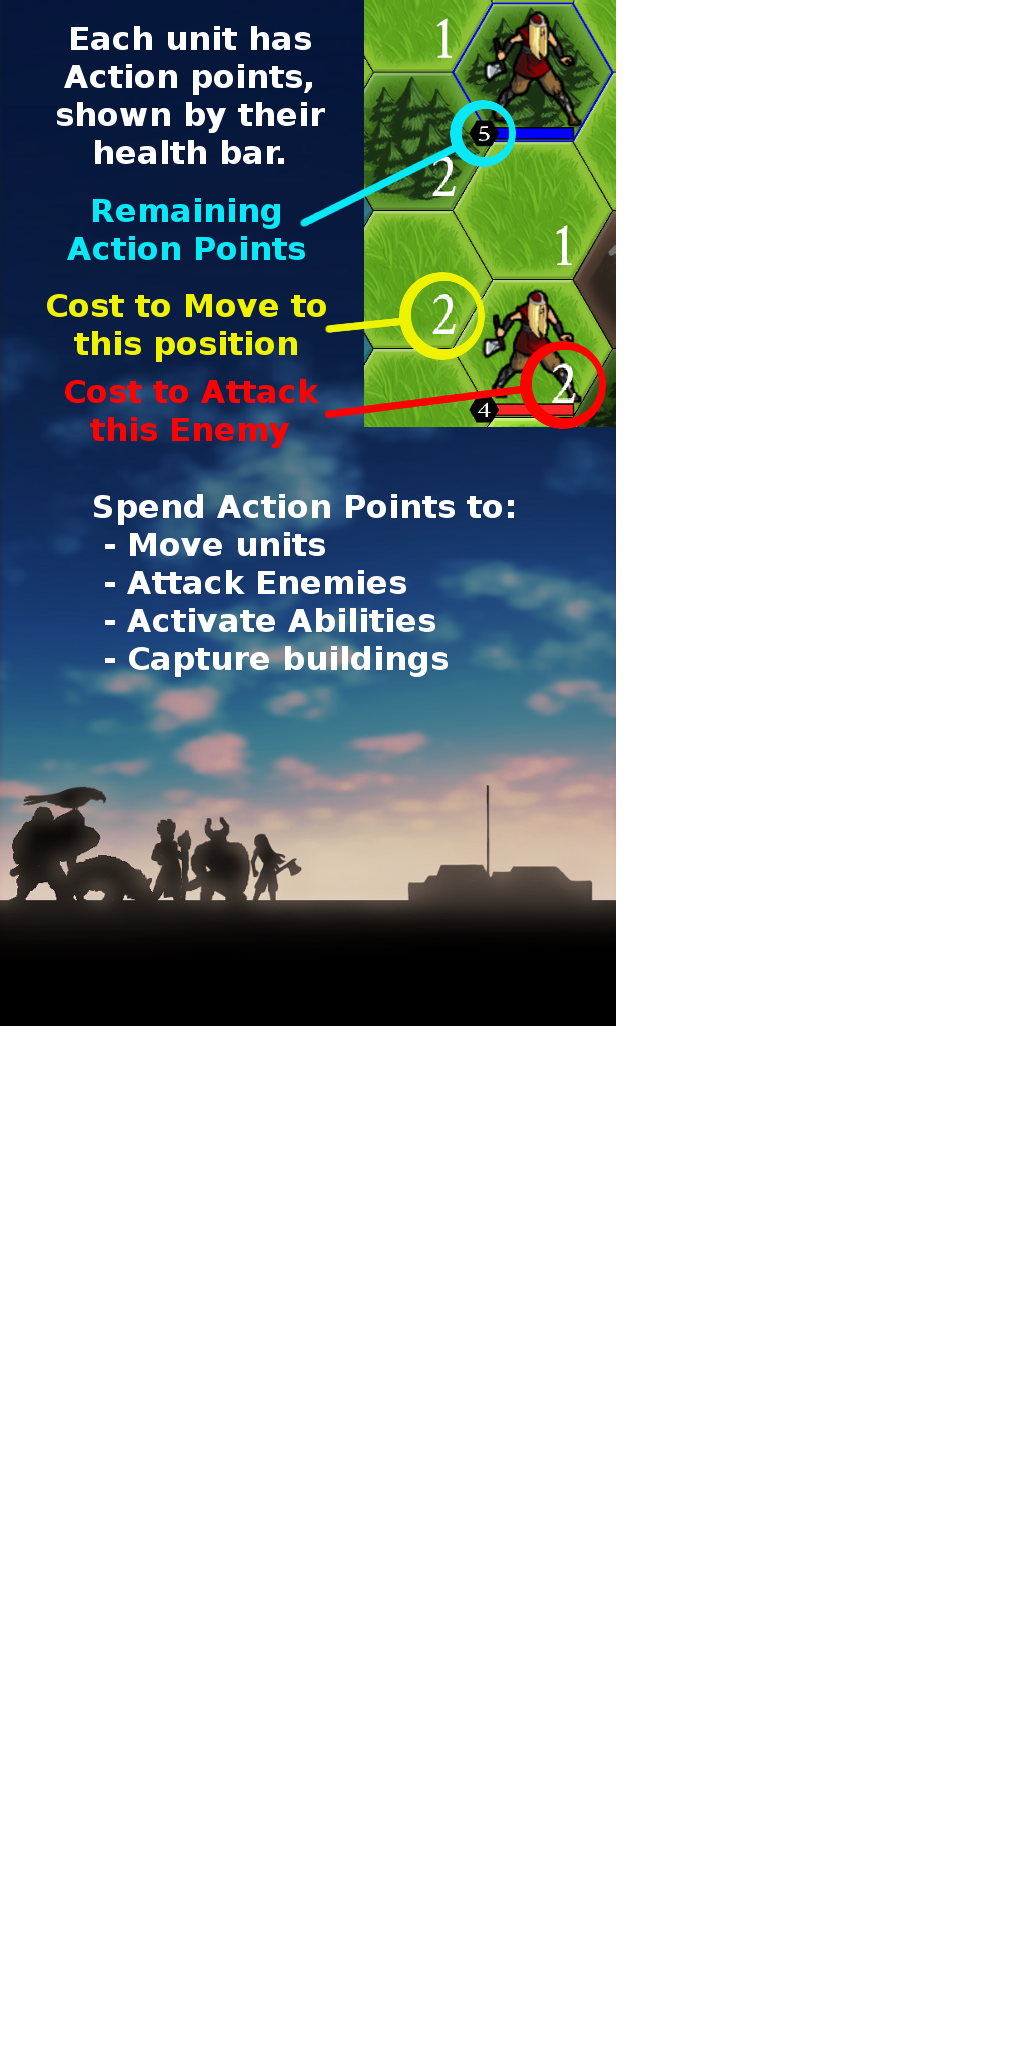 Each unit has
Action points,
shown by their
health bar.
Remaining
Action Points
Cost to Move to
this position
Cost to Attack
this Enemy
1
5
2
1
2
2
4
Spend Action Points to:
- Move units
- Attack Enemies
- Activate Abilities
- Capture buildings